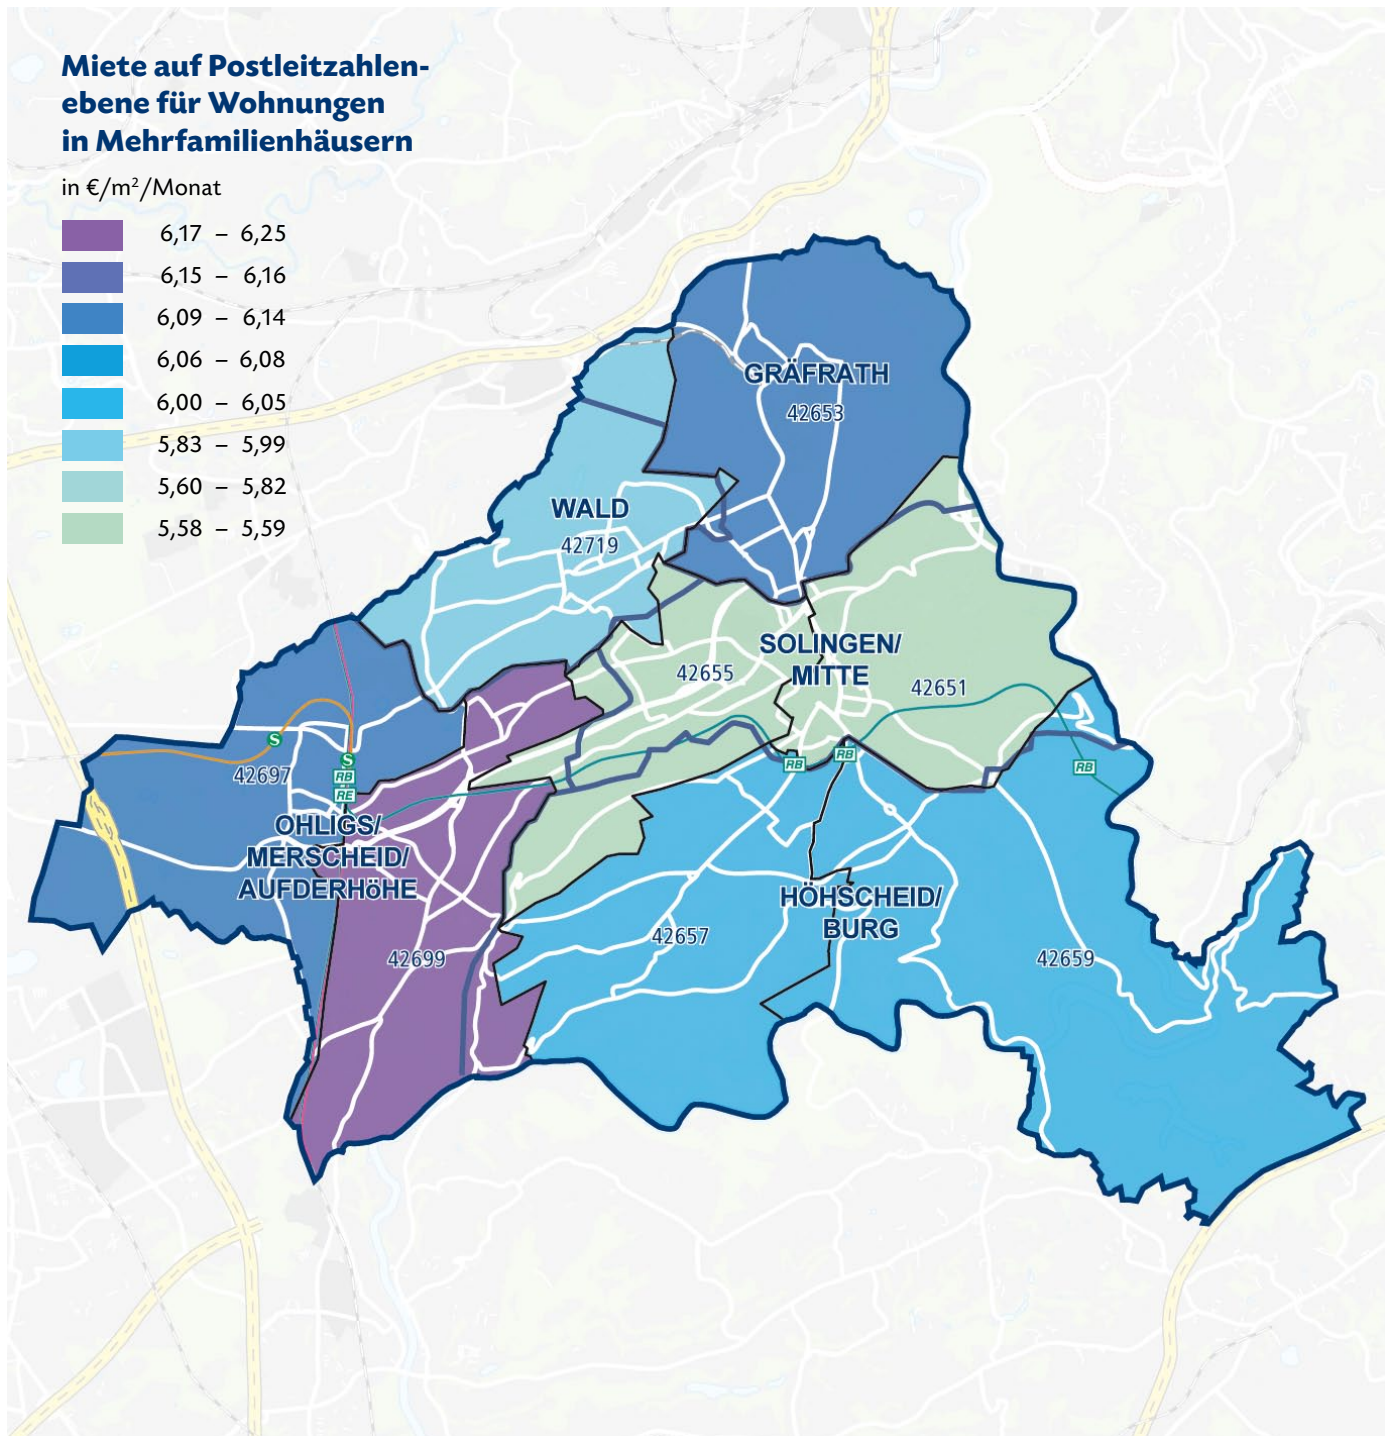 Miete auf Postleitzahlen-
ebene für Wohnungen
in Mehrfamilienhäusern
in €/m²/Monat
6,17 – 6,25
6,15 – 6,16
6,09 – 6,14
6,06 – 6,08
6,00 – 6,05
5,83 – 5,99
5,60 – 5,82
5,58 – 5,59
GRÄFRATH
42653
WALD
42719
SOLINGEN/
MITTE
42655
42651
S
S
RB
RE
RB
RB
RB
42697
OHLIGS/
MERSCHEID/
AUFDERHöHE
HÖHSCHEID/
BURG
42657
42659
42699